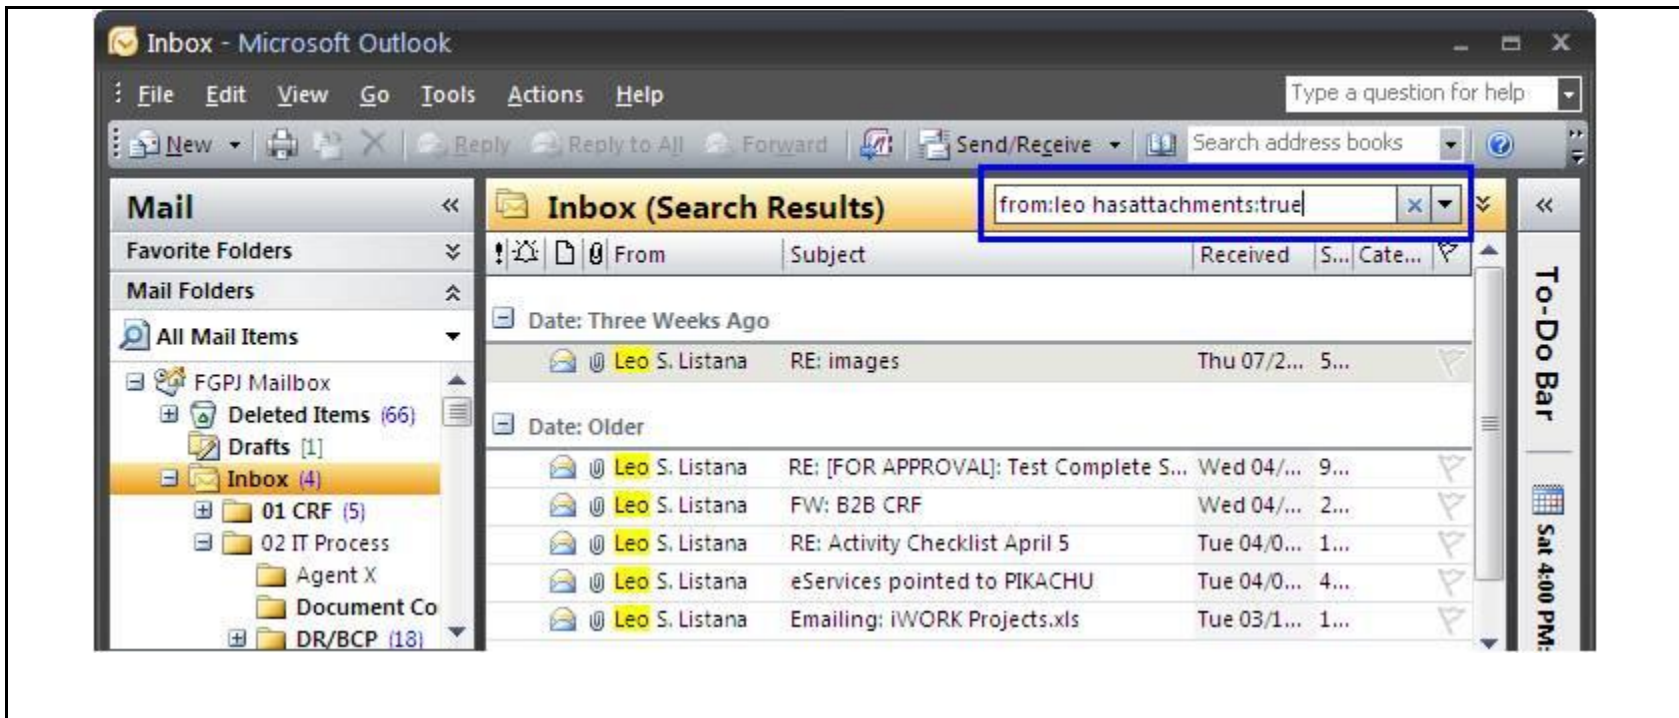 Inbox - Microsoft Outlook
File Edit View Go Tools Actions Help Type a question for help
New Reply Reply to All Forward Send/Receive Search address books
Mail
Favorite Folders
Mail Folders
All Mail Items
FGPJ Mailbox
Deleted Items (66)
Drafts [1]
Inbox (4)
01 CRF (5)
02 IT Process
Agent X
Document Co
DR/BCP (18)
Inbox (Search Results) from:leo hasattachments:true
From Subject Received S... Cate...
Date: Three Weeks Ago
Leo S. Listana RE: images Thu 07/2... 5...
Date: Older
Leo S. Listana RE: [FOR APPROVAL]: Test Complete S... Wed 04/... 9...
Leo S. Listana FW: B2B CRF Wed 04/... 2...
Leo S. Listana RE: Activity Checklist April 5 Tue 04/0... 1...
Leo S. Listana eServices pointed to PIKACHU Tue 04/0... 4...
Leo S. Listana Emailing: iWORK Projects.xls Tue 03/1... 1...
To-Do Bar
Sat 4:00 PM: